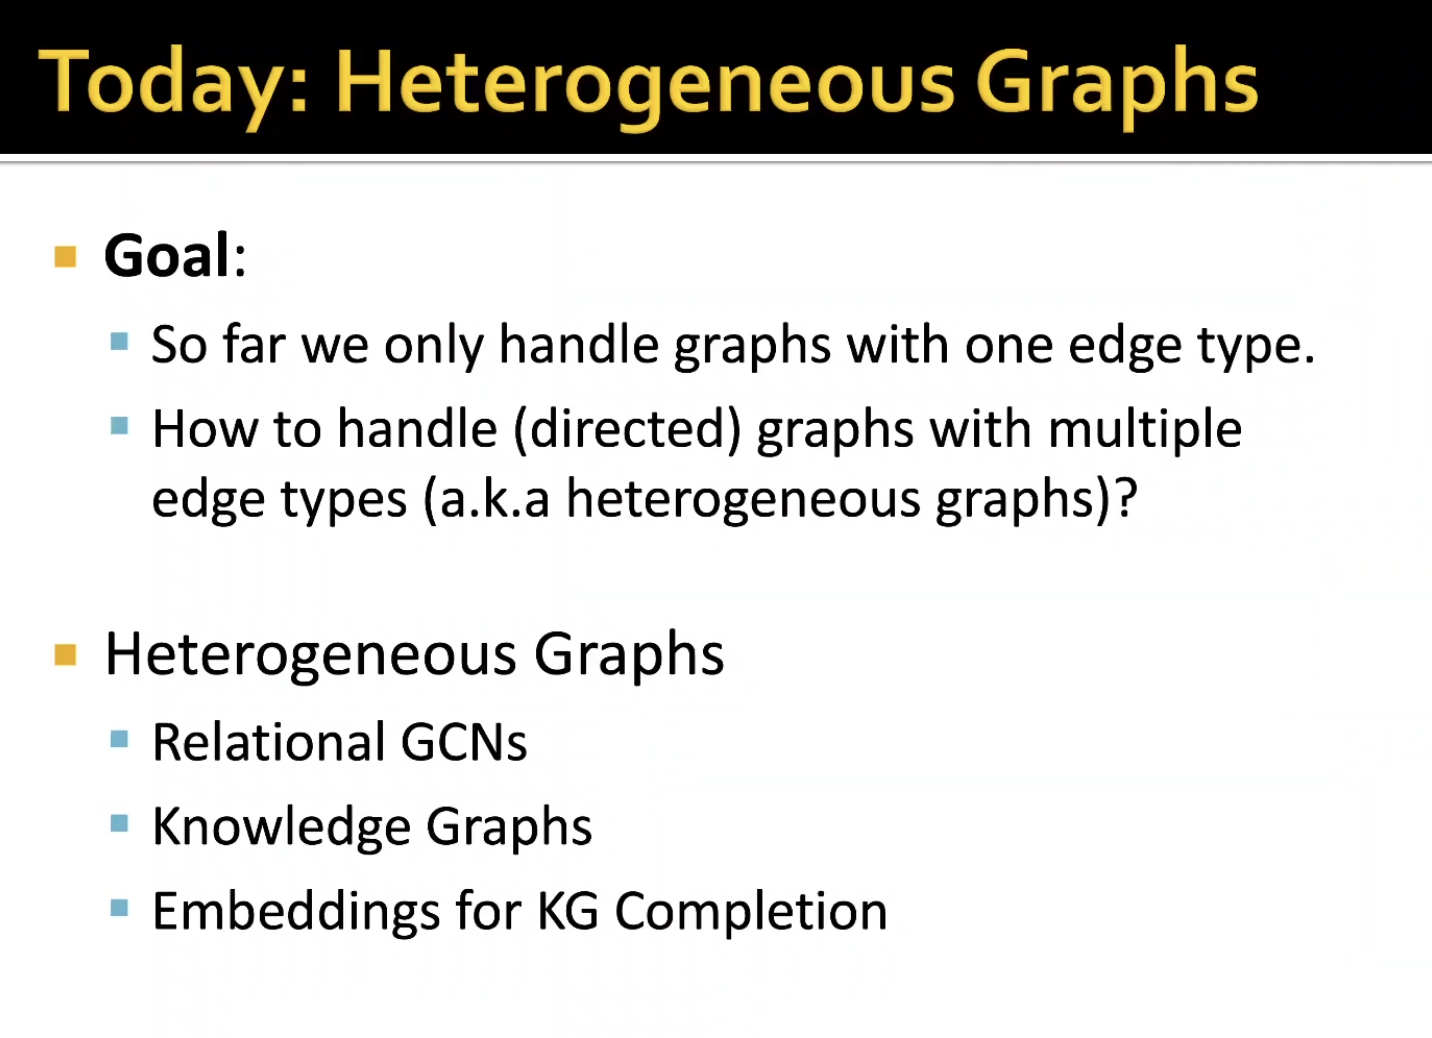 Today: Heterogeneous Graphs
Goal:
So far we only handle graphs with one edge type.
How to handle (directed) graphs with multiple
edge types (a.k.a heterogeneous graphs)?
Heterogeneous Graphs
Relational GCNs
Knowledge Graphs
Embeddings for KG Completion